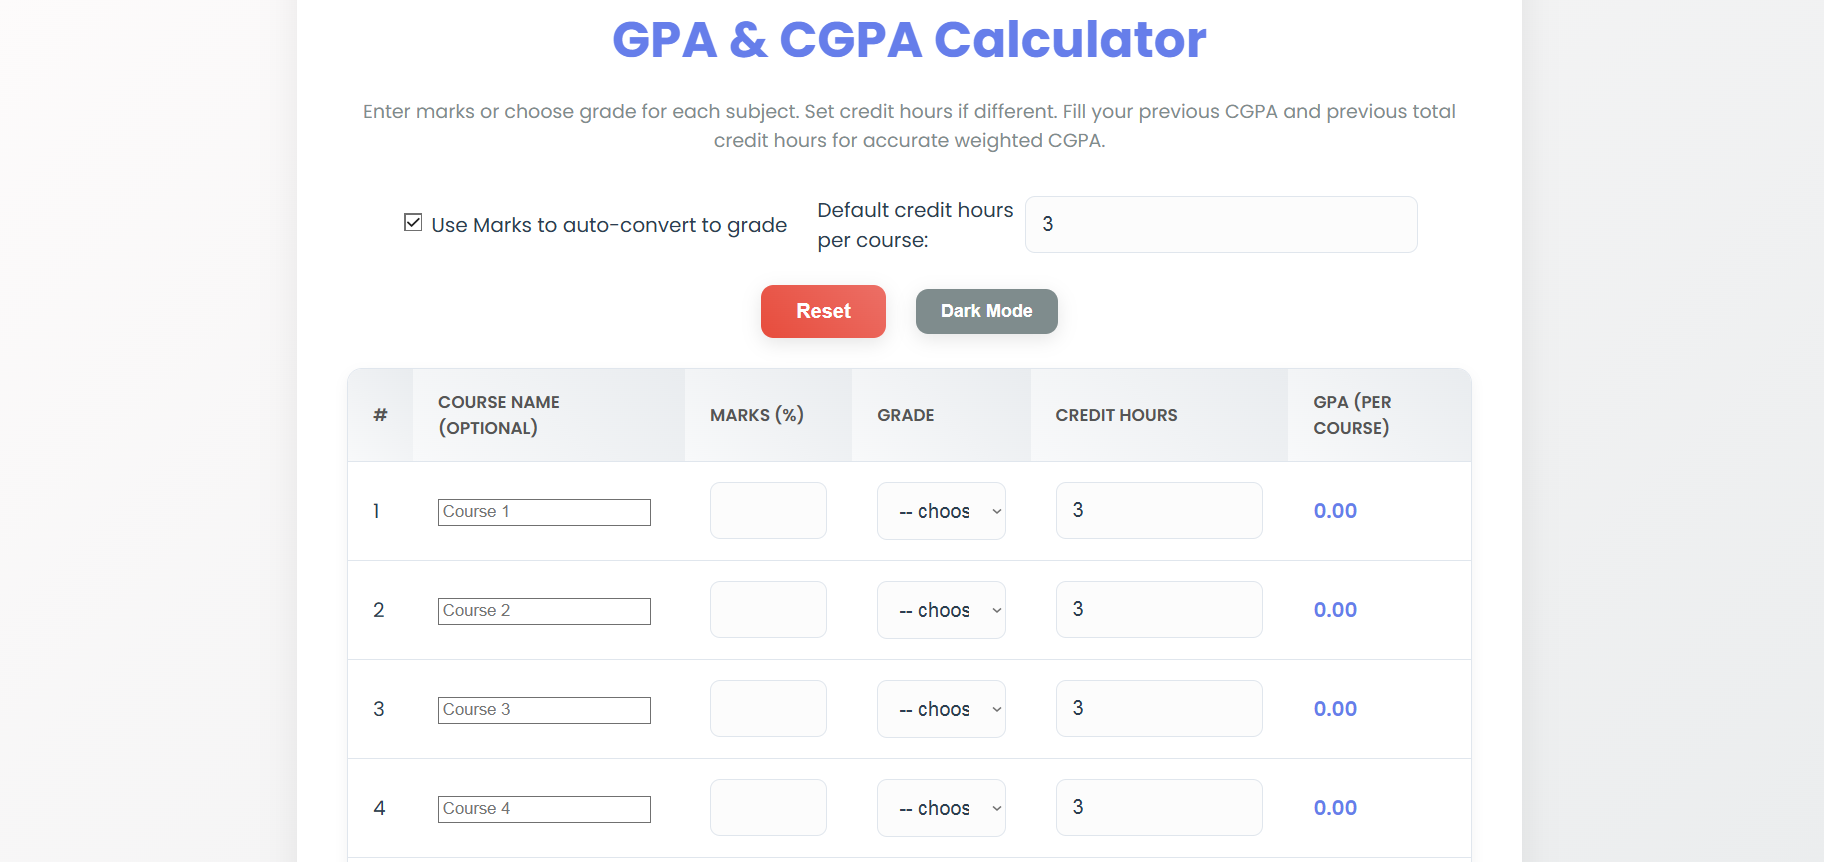 GPA & CGPA Calculator
Enter marks or choose grade for each subject. Set credit hours if different. Fill your previous CGPA and previous total
credit hours for accurate weighted CGPA.
Use Marks to auto-convert to grade
Default credit hours
per course:
3
Reset
Dark Mode
#
COURSE NAME
(OPTIONAL)
MARKS (%)
GRADE
CREDIT HOURS
GPA (PER
COURSE)
1
Course 1
-- choos
3
0.00
2
Course 2
-- choos
3
0.00
3
Course 3
-- choos
3
0.00
4
Course 4
-- choos
3
0.00